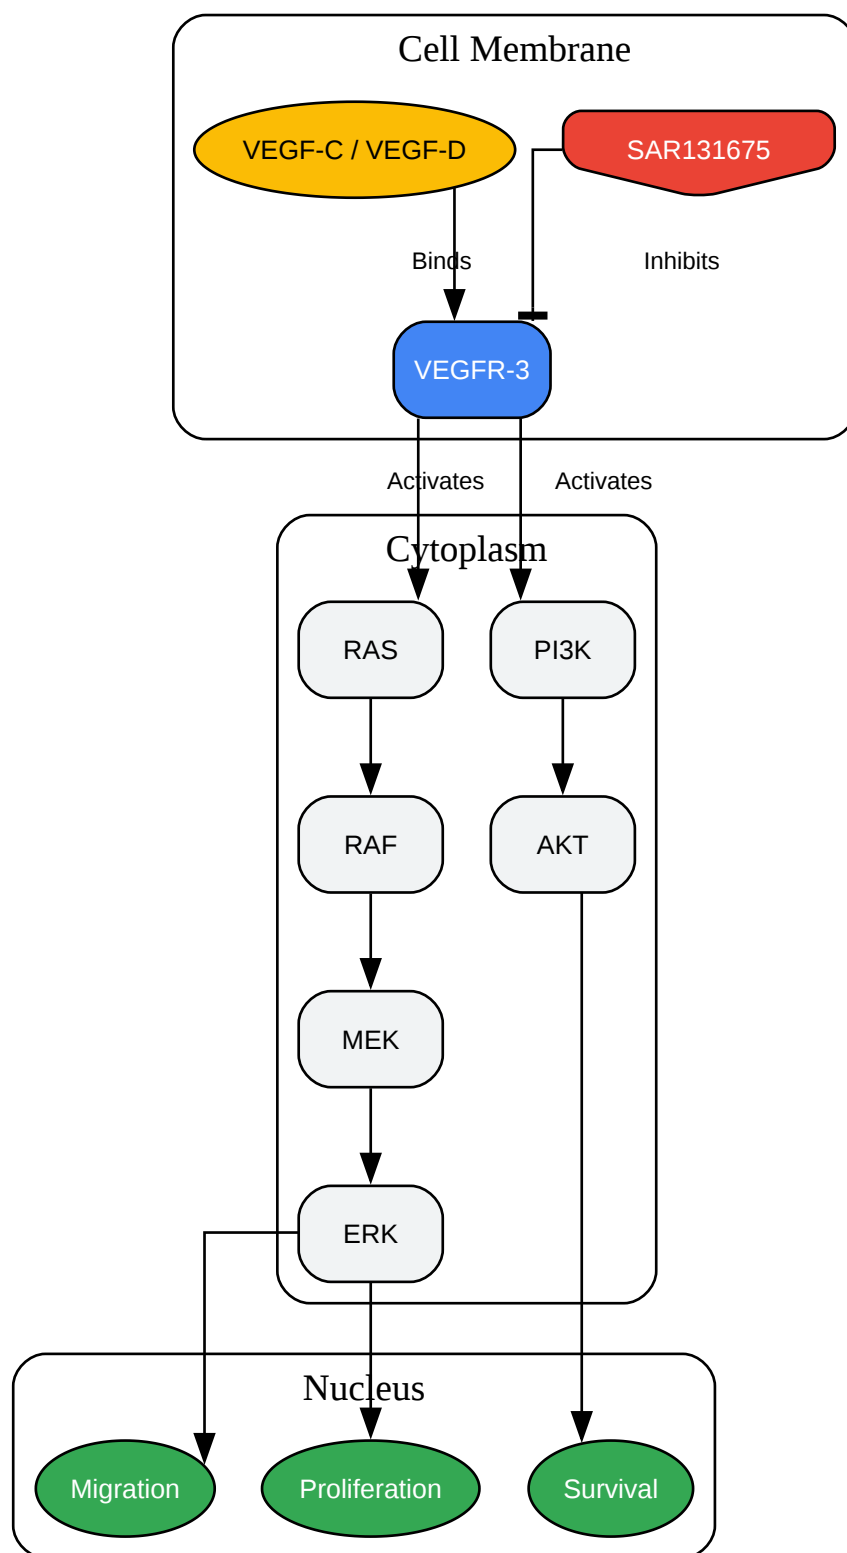 Cell Membrane
VEGF-C / VEGF-D
SAR131675
Binds
Inhibits
VEGFR-3
Activates
Activates
Cytoplasm
RAS
PI3K
RAF
AKT
MEK
ERK
Nucleus
Migration
Proliferation
Survival